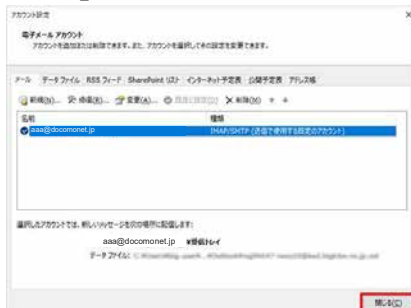 アカウント設定
電子メール アカウント
アカウントを追加または削除できます。また、アカウントを選択してその設定を変更できます。
メール データ ファイル RSS フィード SharePoint リスト インターネット予定表 公開予定表 アドレス帳
新規(N)... 修復(R)... 変更(A)... 既定に設定(D) 削除(M)
名前 種類
aaa@docomonet.jp IMAP/SMTP (送信で使用する既定のアカウント)
選択したアカウントでは、新しいメッセージを次の場所に配信します:
aaa@docomonet.jp ¥受信トレイ
データ ファイル:
閉じる(C)